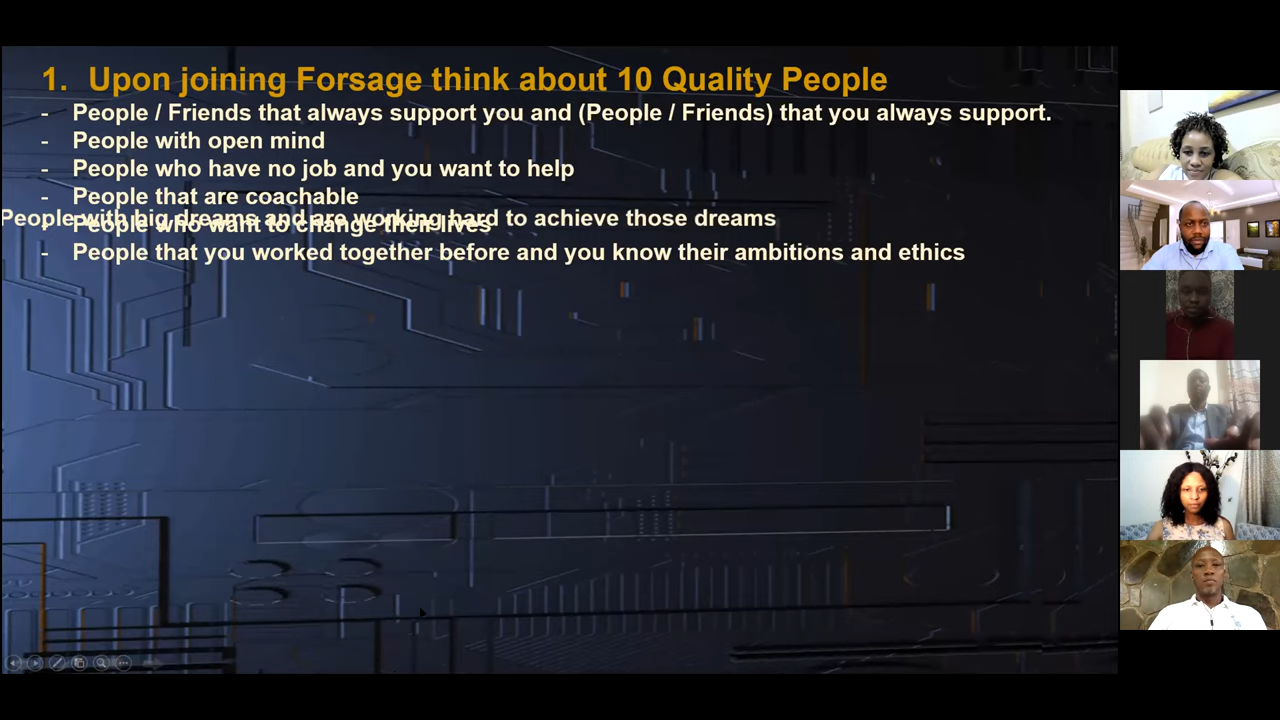 1. Upon joining Forsage think about 10 Quality People
- People / Friends that always support you and (People / Friends) that you always support.
- People with open mind
- People who have no job and you want to help
- People that are coachable
People with big dreams and are working hard to achieve those dreams
- People who want to change their lives
- People that you worked together before and you know their ambitions and ethics